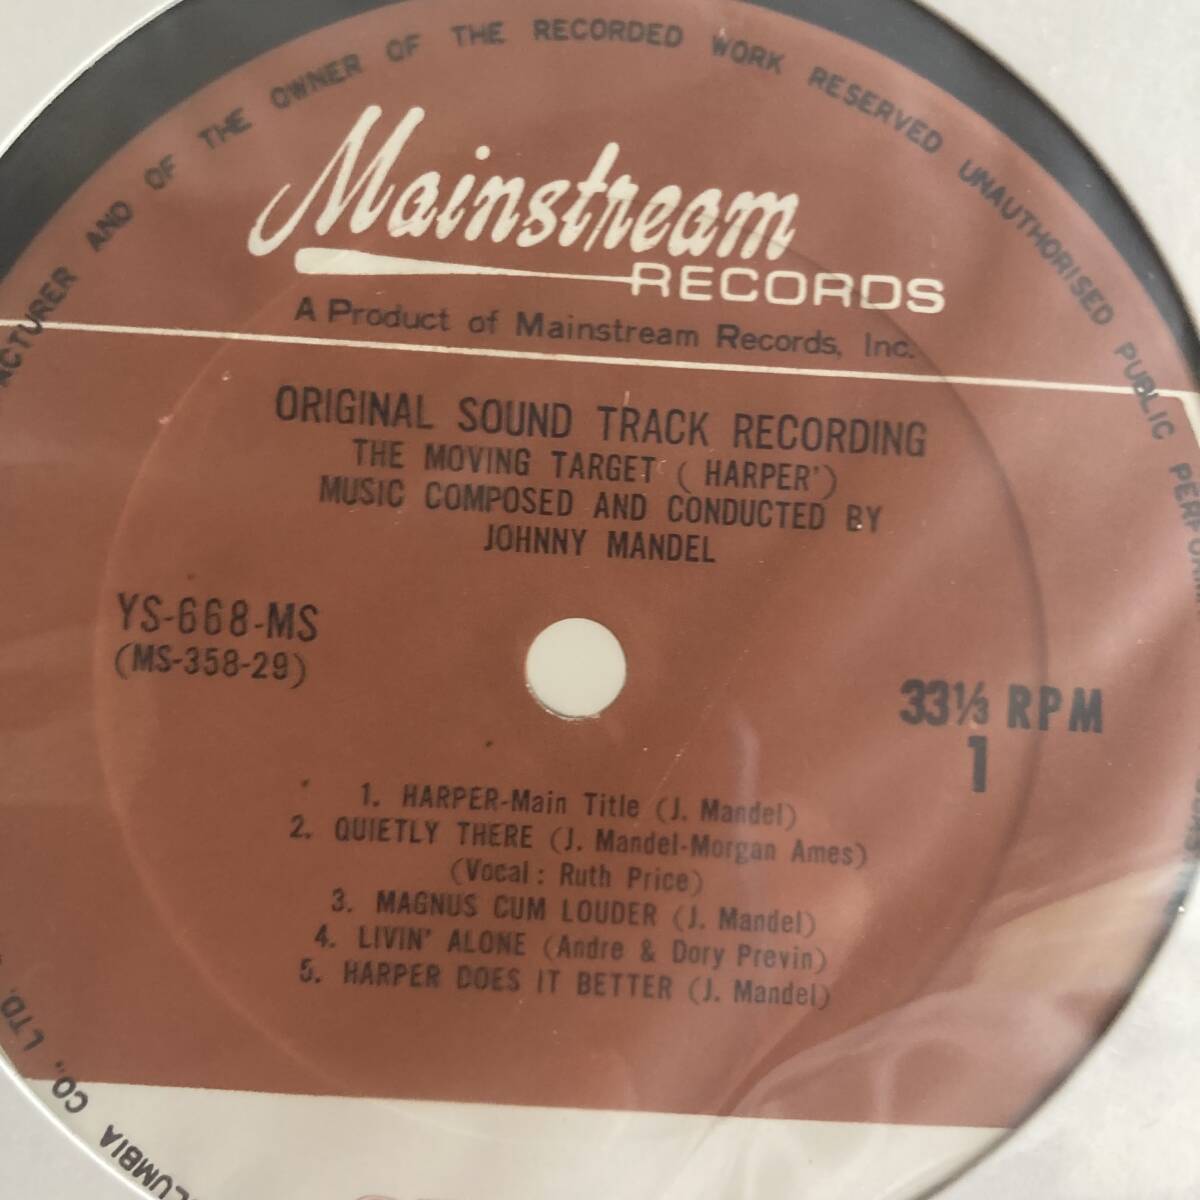 AND OF THE OWNER OF THE RECORDED WORK RESERVED UNAUTHORISED PUBLIC
Mainstream
RECORDS
A Product of Mainstream Records, Inc.
ORIGINAL SOUND TRACK RECORDING
THE MOVING TARGET ( HARPER')
MUSIC COMPOSED AND CONDUCTED BY
JOHNNY MANDEL
YS-668-MS
(MS-358-29)
33⅓ RPM
1
1. HARPER-Main Title (J. Mandel)
2. QUIETLY THERE (J. Mandel-Morgan Ames)
(Vocal : Ruth Price)
3. MAGNUS CUM LOUDER (J. Mandel)
4. LIVIN' ALONE (Andre & Dory Previn)
5. HARPER DOES IT BETTER (J. Mandel)
CO., LTD.